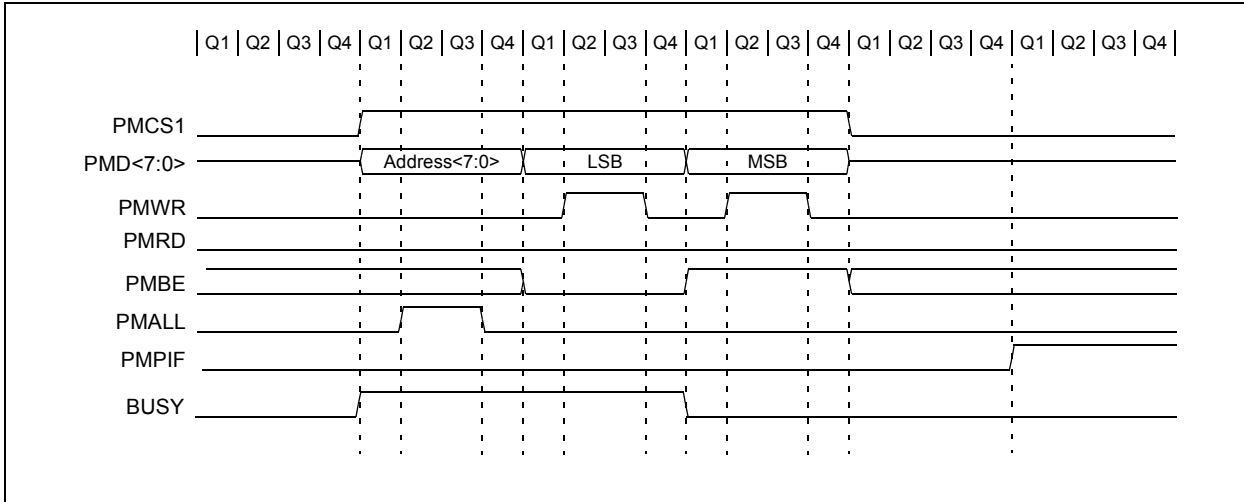 Q1 Q2 Q3 Q4 Q1 Q2 Q3 Q4 Q1 Q2 Q3 Q4 Q1 Q2 Q3 Q4 Q1 Q2 Q3 Q4 Q1 Q2 Q3 Q4
PMCS1
PMD<7:0> Address<7:0> LSB MSB
PMWR
PMRD
PMBE
PMALL
PMPIF
BUSY